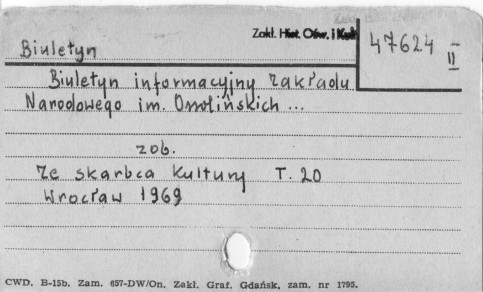 Zakł. Hist. Ośw. i Kult
47624
II
Biuletyn
Biuletyn informacyjny Zakładu
Narodowego im. Ossolińskich ...
zob.
Ze skarbca Kultury T. 20
Wrocław 1969
CWD. B-15b. Zam. 657-DW/On. Zakł. Graf. Gdańsk, zam. nr 1795.